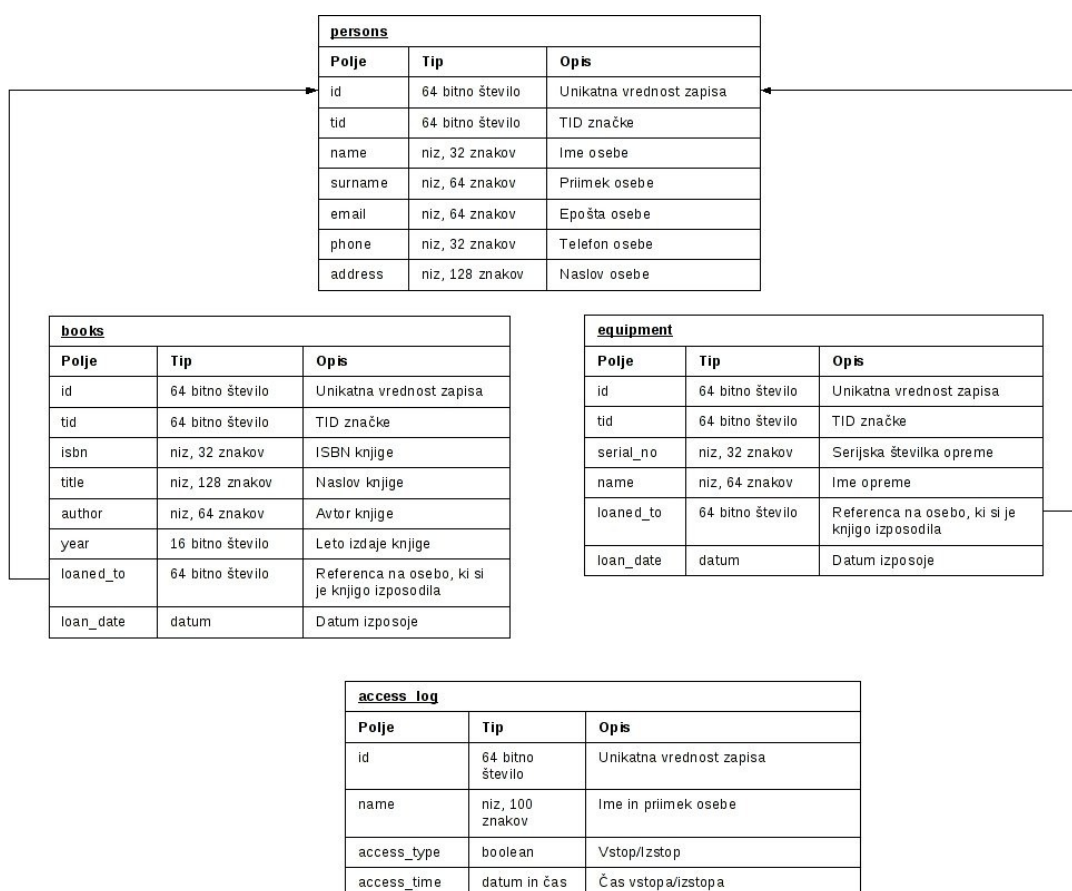 persons
Polje Tip Opis
id 64 bitno število Unikatna vrednost zapisa
tid 64 bitno število TID značke
name niz, 32 znakov Ime osebe
surname niz, 64 znakov Priimek osebe
email niz, 64 znakov Epošta osebe
phone niz, 32 znakov Telefon osebe
address niz, 128 znakov Naslov osebe
books
Polje Tip Opis
id 64 bitno število Unikatna vrednost zapisa
tid 64 bitno število TID značke
isbn niz, 32 znakov ISBN knjige
title niz, 128 znakov Naslov knjige
author niz, 64 znakov Avtor knjige
year 16 bitno število Leto izdaje knjige
loaned_to 64 bitno število Referenca na osebo, ki si
je knjigo izposodila
loan_date datum Datum izposoje
equipment
Polje Tip Opis
id 64 bitno število Unikatna vrednost zapisa
tid 64 bitno število TID značke
serial_no niz, 32 znakov Serijska številka opreme
name niz, 64 znakov Ime opreme
loaned_to 64 bitno število Referenca na osebo, ki si je
knjigo izposodila
loan_date datum Datum izposoje
access_log
Polje Tip Opis
id 64 bitno Unikatna vrednost zapisa
število
name niz, 100 Ime in priimek osebe
znakov
access_type boolean Vstop/Izstop
access_time datum in čas Čas vstopa/izstopa